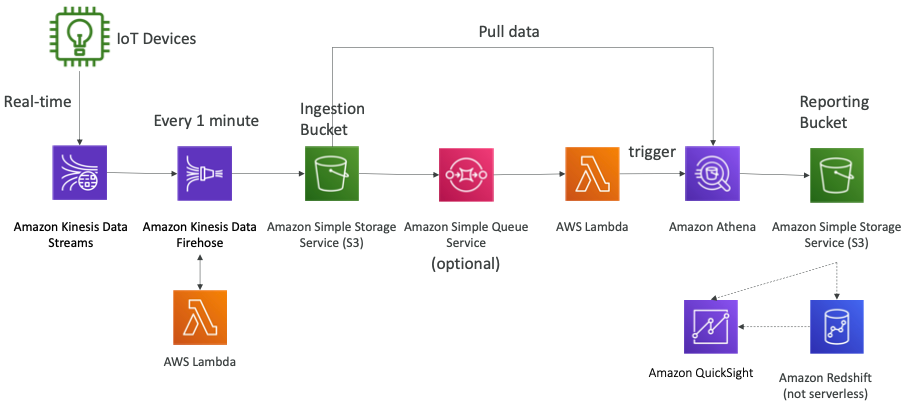 IoT Devices
Pull data
Real-time
Every 1 minute
Ingestion
Bucket
trigger
Reporting
Bucket
Amazon Kinesis Data
Streams
Amazon Kinesis Data
Firehose
Amazon Simple Storage
Service (S3)
Amazon Simple Queue
Service
(optional)
AWS Lambda
Amazon Athena
Amazon Simple Storage
Service (S3)
AWS Lambda
Amazon QuickSight
Amazon Redshift
(not serverless)